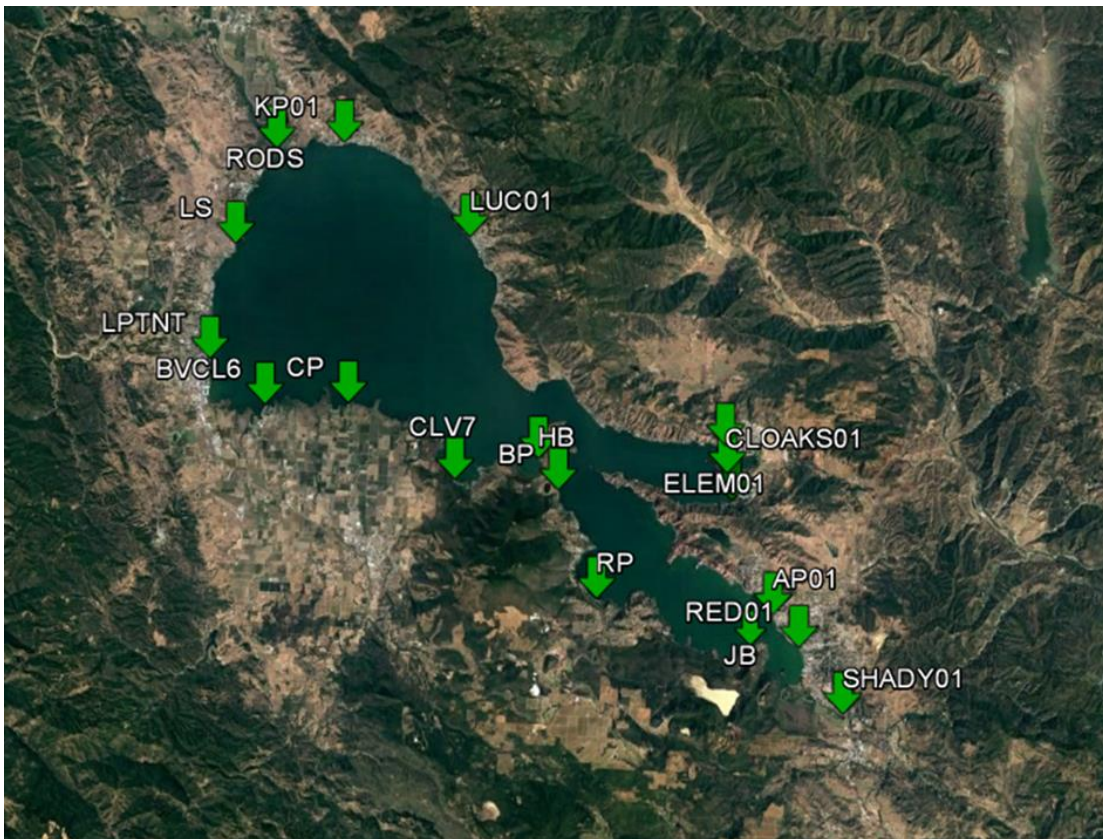 KP01
RODS
LS
LUC01
LPTNT
BVCL6
CP
CLV7
HB
BP
CLOAKS01
ELEM01
RP
AP01
RED01
JB
SHADY01